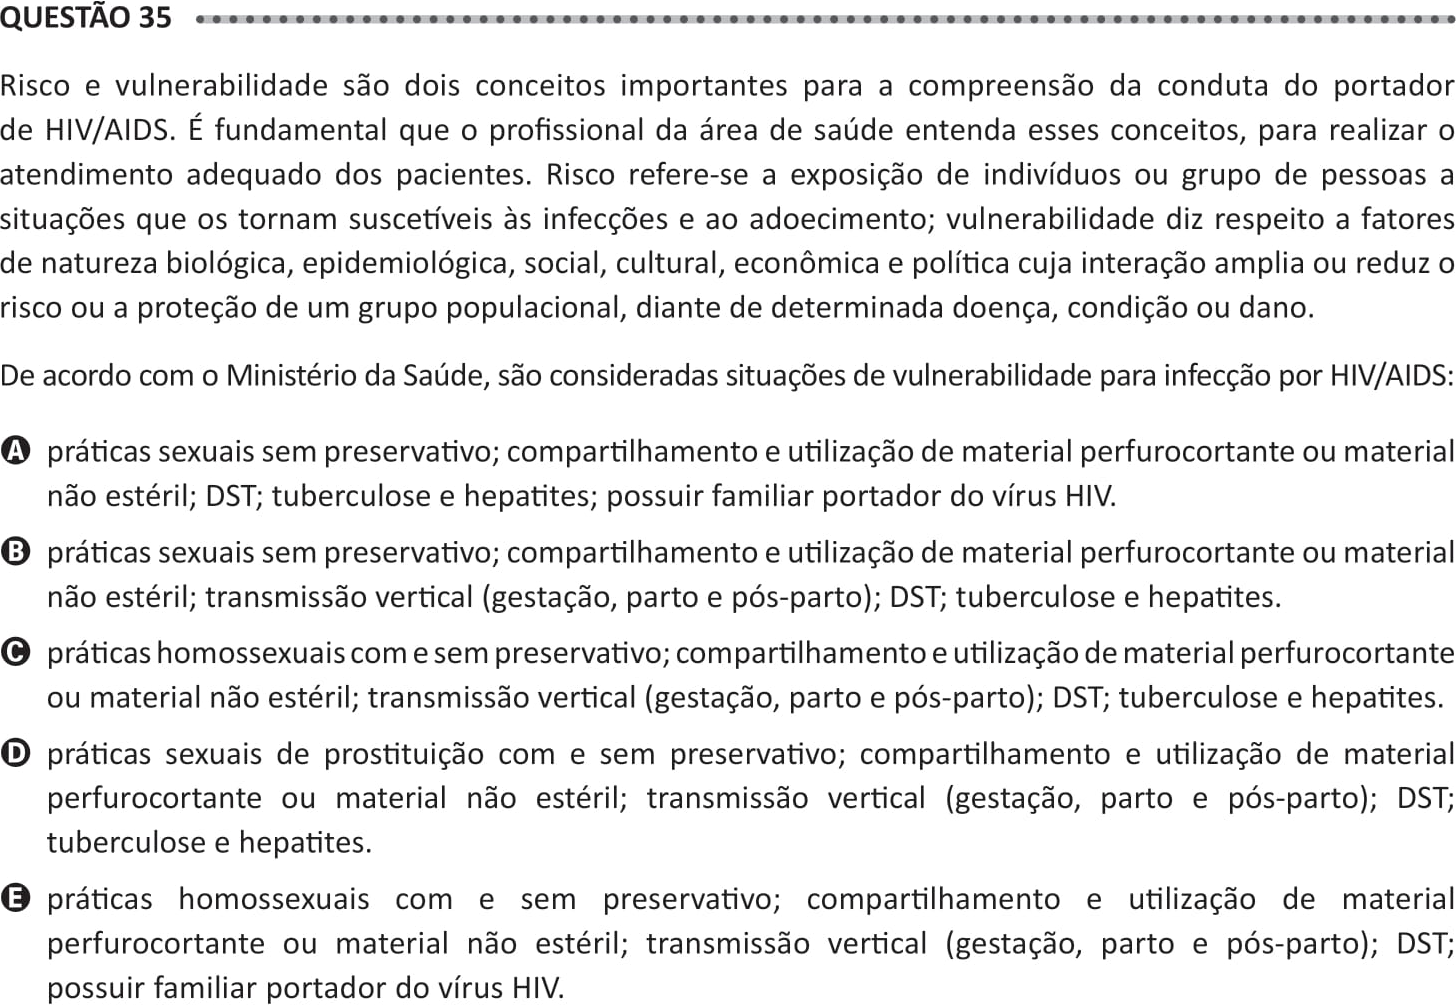 QUESTÃO 35
Risco e vulnerabilidade são dois conceitos importantes para a compreensão da conduta do portador
de HIV/AIDS. É fundamental que o profissional da área de saúde entenda esses conceitos, para realizar o
atendimento adequado dos pacientes. Risco refere-se a exposição de indivíduos ou grupo de pessoas a
situações que os tornam suscetíveis às infecções e ao adoecimento; vulnerabilidade diz respeito a fatores
de natureza biológica, epidemiológica, social, cultural, econômica e política cuja interação amplia ou reduz o
risco ou a proteção de um grupo populacional, diante de determinada doença, condição ou dano.
De acordo com o Ministério da Saúde, são consideradas situações de vulnerabilidade para infecção por HIV/AIDS:
A práticas sexuais sem preservativo; compartilhamento e utilização de material perfurocortante ou material
não estéril; DST; tuberculose e hepatites; possuir familiar portador do vírus HIV.
B práticas sexuais sem preservativo; compartilhamento e utilização de material perfurocortante ou material
não estéril; transmissão vertical (gestação, parto e pós-parto); DST; tuberculose e hepatites.
C práticas homossexuais com e sem preservativo; compartilhamento e utilização de material perfurocortante
ou material não estéril; transmissão vertical (gestação, parto e pós-parto); DST; tuberculose e hepatites.
D práticas sexuais de prostituição com e sem preservativo; compartilhamento e utilização de material
perfurocortante ou material não estéril; transmissão vertical (gestação, parto e pós-parto); DST;
tuberculose e hepatites.
E práticas homossexuais com e sem preservativo; compartilhamento e utilização de material
perfurocortante ou material não estéril; transmissão vertical (gestação, parto e pós-parto); DST;
possuir familiar portador do vírus HIV.